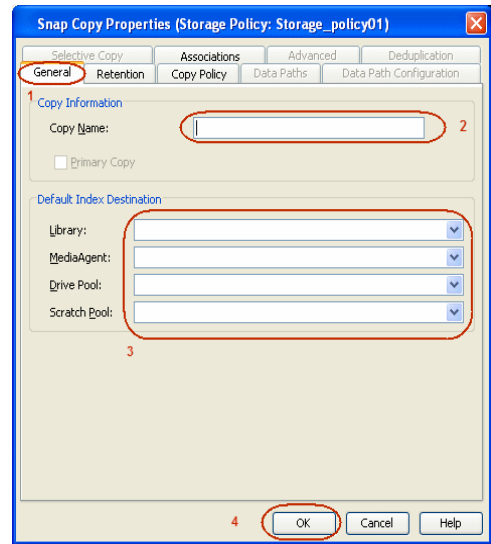 Snap Copy Properties (Storage Policy: Storage_policy01)
Selective Copy Associations Advanced Deduplication
General Retention Copy Policy Data Paths Data Path Configuration
1
Copy Information
Copy Name: 2
Primary Copy
Default Index Destination
Library:
MediaAgent:
Drive Pool:
Scratch Pool:
3
4 OK Cancel Help